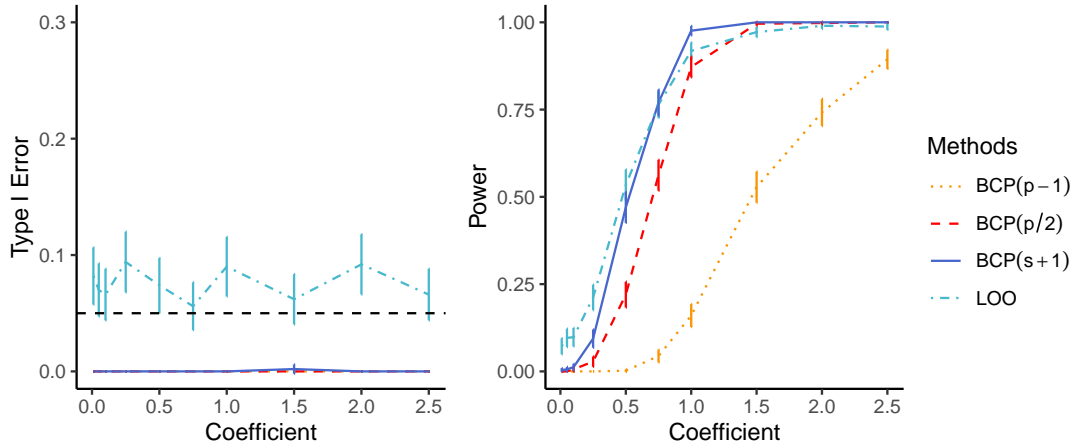 0.3
0.2
0.1
0.0
Type I Error
0.0 0.5 1.0 1.5 2.0 2.5
Coefficient
1.00
0.75
0.50
0.25
0.00
Power
0.0 0.5 1.0 1.5 2.0 2.5
Coefficient
Methods
BCP(p−1)
BCP(p/2)
BCP(s+1)
LOO